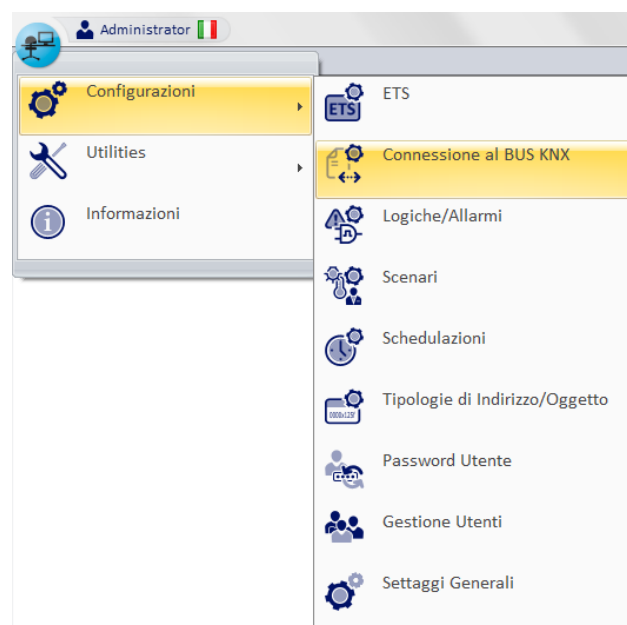 Administrator
Configurazioni
Utilities
Informazioni
ETS
ETS
Connessione al BUS KNX
Logiche/Allarmi
Scenari
Schedulazioni
Tipologie di Indirizzo/Oggetto
Password Utente
Gestione Utenti
Settaggi Generali